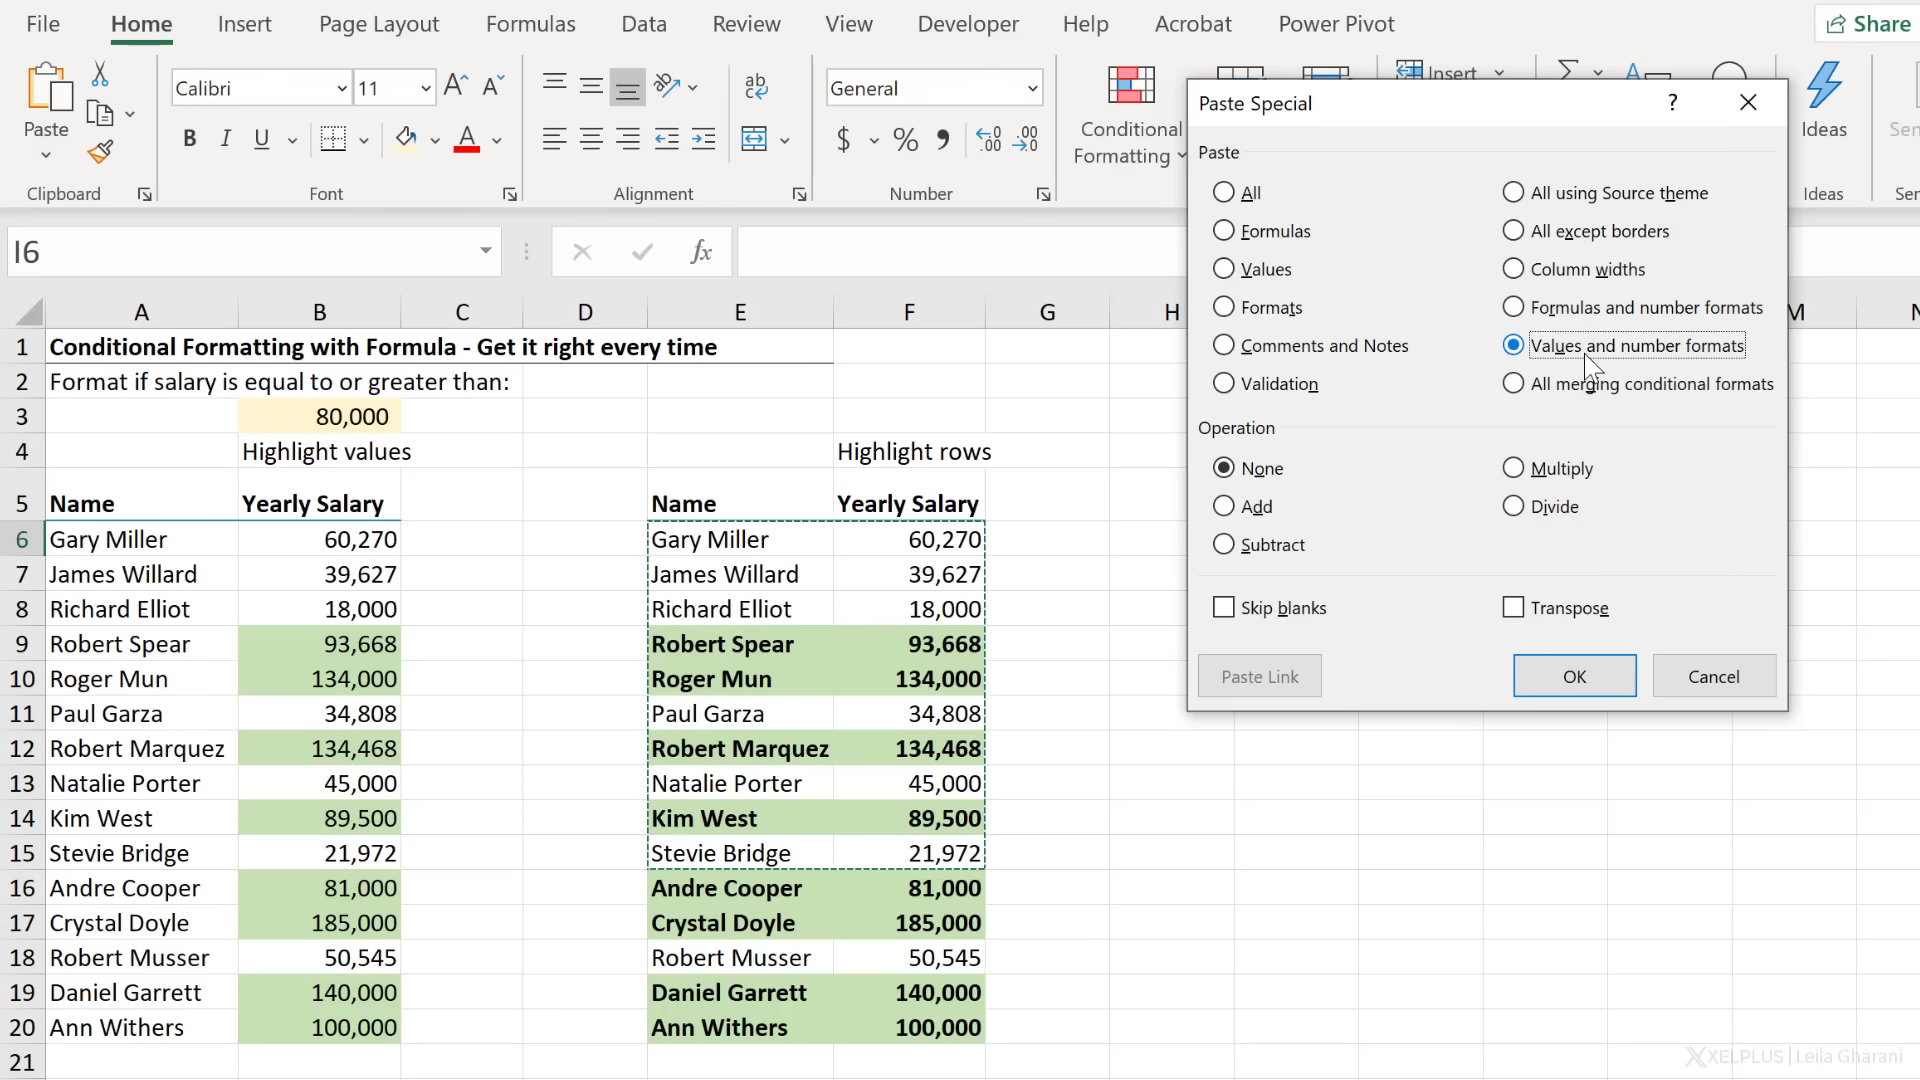 File Home Insert Page Layout Formulas Data Review View Developer Help Acrobat Power Pivot Share
Paste
Clipboard
Calibri 11
B I U
Font
ab
Alignment
General
$ % ,
Number
Conditional
Formatting
Insert
Ideas
Ideas
I6
fx
A B C D E F G H M
1 Conditional Formatting with Formula - Get it right every time
2 Format if salary is equal to or greater than:
3 80,000
4 Highlight values Highlight rows
5 Name Yearly Salary Name Yearly Salary
6 Gary Miller 60,270 Gary Miller 60,270
7 James Willard 39,627 James Willard 39,627
8 Richard Elliot 18,000 Richard Elliot 18,000
9 Robert Spear 93,668 Robert Spear 93,668
10 Roger Mun 134,000 Roger Mun 134,000
11 Paul Garza 34,808 Paul Garza 34,808
12 Robert Marquez 134,468 Robert Marquez 134,468
13 Natalie Porter 45,000 Natalie Porter 45,000
14 Kim West 89,500 Kim West 89,500
15 Stevie Bridge 21,972 Stevie Bridge 21,972
16 Andre Cooper 81,000 Andre Cooper 81,000
17 Crystal Doyle 185,000 Crystal Doyle 185,000
18 Robert Musser 50,545 Robert Musser 50,545
19 Daniel Garrett 140,000 Daniel Garrett 140,000
20 Ann Withers 100,000 Ann Withers 100,000
21
Paste Special ?
Paste
All All using Source theme
Formulas All except borders
Values Column widths
Formats Formulas and number formats
Comments and Notes Values and number formats
Validation All merging conditional formats
Operation
None Multiply
Add Divide
Subtract
Skip blanks Transpose
Paste Link OK Cancel
XELPLUS | Leila Gharani